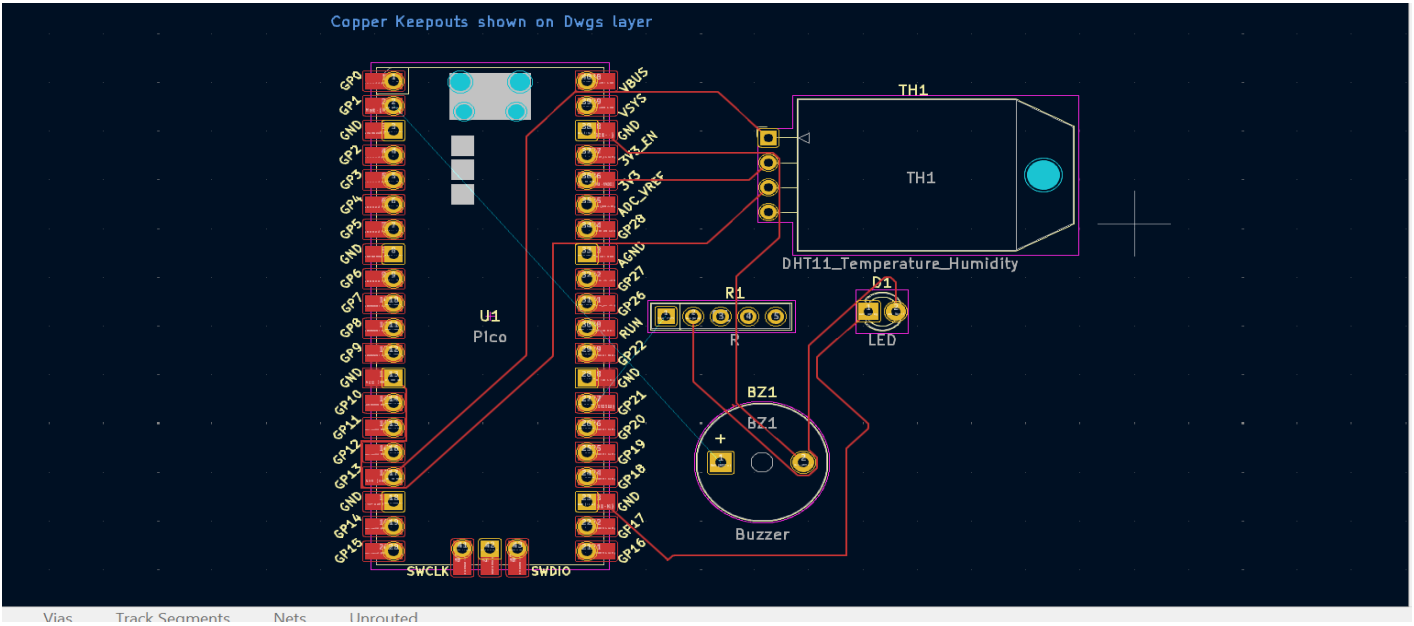 Copper Keepouts shown on Dwgs layer
GP0
GP1
GND
GP2
GP3
GP4
GP5
GND
GP6
GP7
GP8
GP9
GND
GP10
GP11
GP12
GP13
GND
GP14
GP15
U1
Pico
SWCLK
SWDIO
VBUS
VSYS
GND
3V3_EN
3V3
ADC_VREF
GP28
AGND
GP27
GP26
RUN
GP22
GND
GP21
GP20
GP19
GP18
GND
GP17
GP16
TH1
TH1
DHT11_Temperature_Humidity
R1
3
4
5
R
D1
LED
BZ1
BZ1
+
Buzzer
Vias
Track Segments
Nets
Unrouted